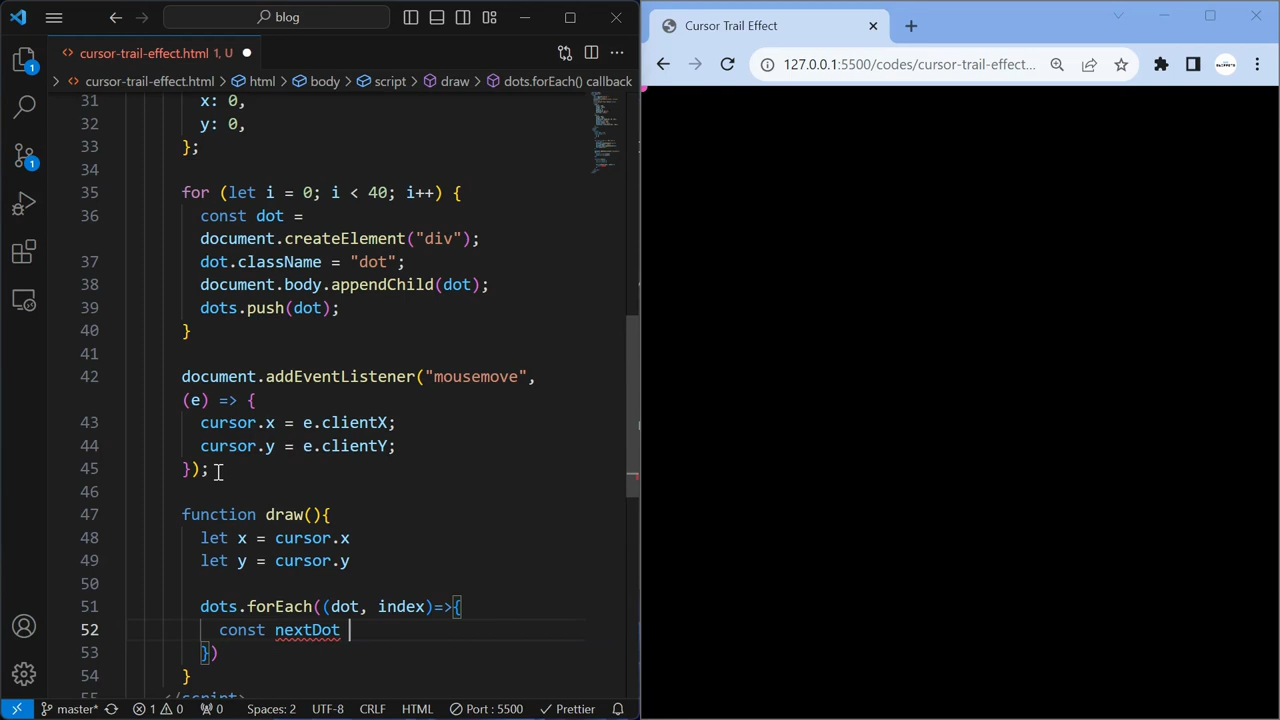 blog
cursor-trail-effect.html 1, U
cursor-trail-effect.html html body script draw dots.forEach() callback
31 x: 0,
32 y: 0,
33 };
34
35 for (let i = 0; i < 40; i++) {
36 const dot =
document.createElement("div");
37 dot.className = "dot";
38 document.body.appendChild(dot);
39 dots.push(dot);
40 }
41
42 document.addEventListener("mousemove",
(e) => {
43 cursor.x = e.clientX;
44 cursor.y = e.clientY;
45 });
46
47 function draw(){
48 let x = cursor.x
49 let y = cursor.y
50
51 dots.forEach((dot, index)=>{
52 const nextDot
53 })
54 }
55 </script>
1
1
master* 1 0 0 Spaces: 2 UTF-8 CRLF HTML Port : 5500 Prettier
Cursor Trail Effect
127.0.0.1:5500/codes/cursor-trail-effect...